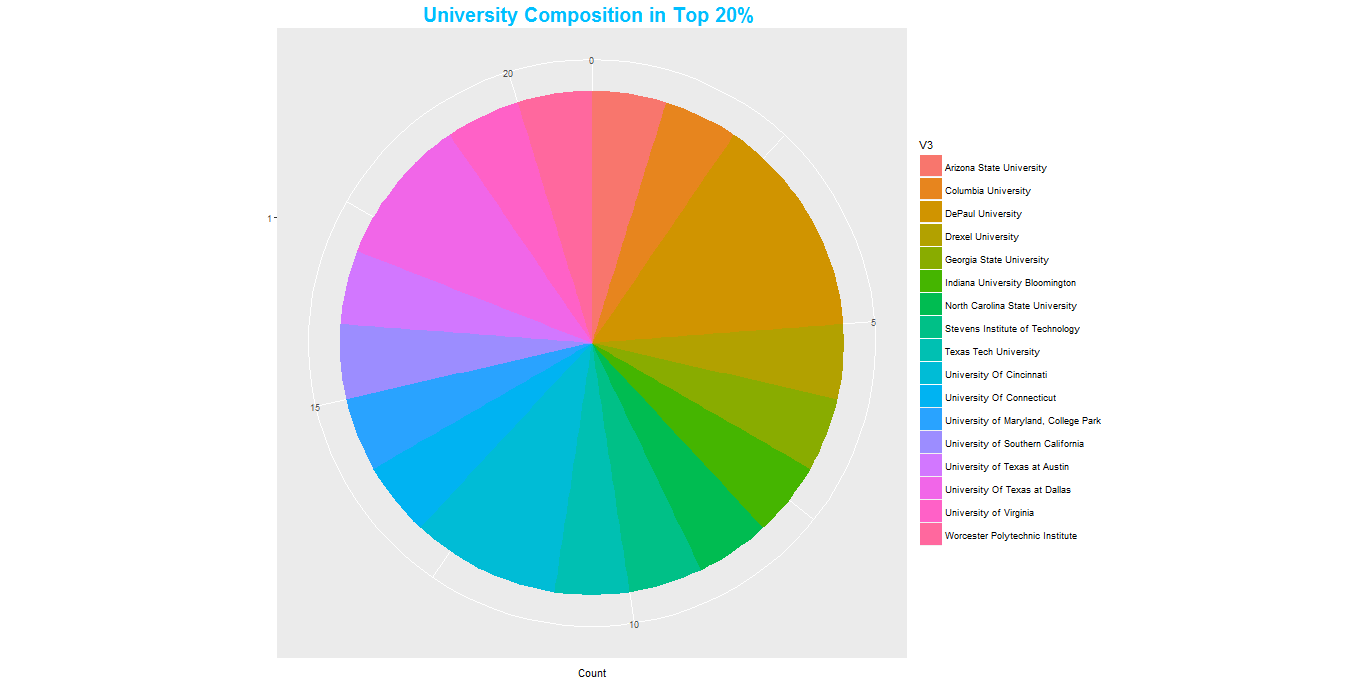 University Composition in Top 20%
0
20
1
5
15
10
Count
V3
Arizona State University
Columbia University
DePaul University
Drexel University
Georgia State University
Indiana University Bloomington
North Carolina State University
Stevens Institute of Technology
Texas Tech University
University Of Cincinnati
University Of Connecticut
University of Maryland, College Park
University of Southern California
University of Texas at Austin
University Of Texas at Dallas
University of Virginia
Worcester Polytechnic Institute